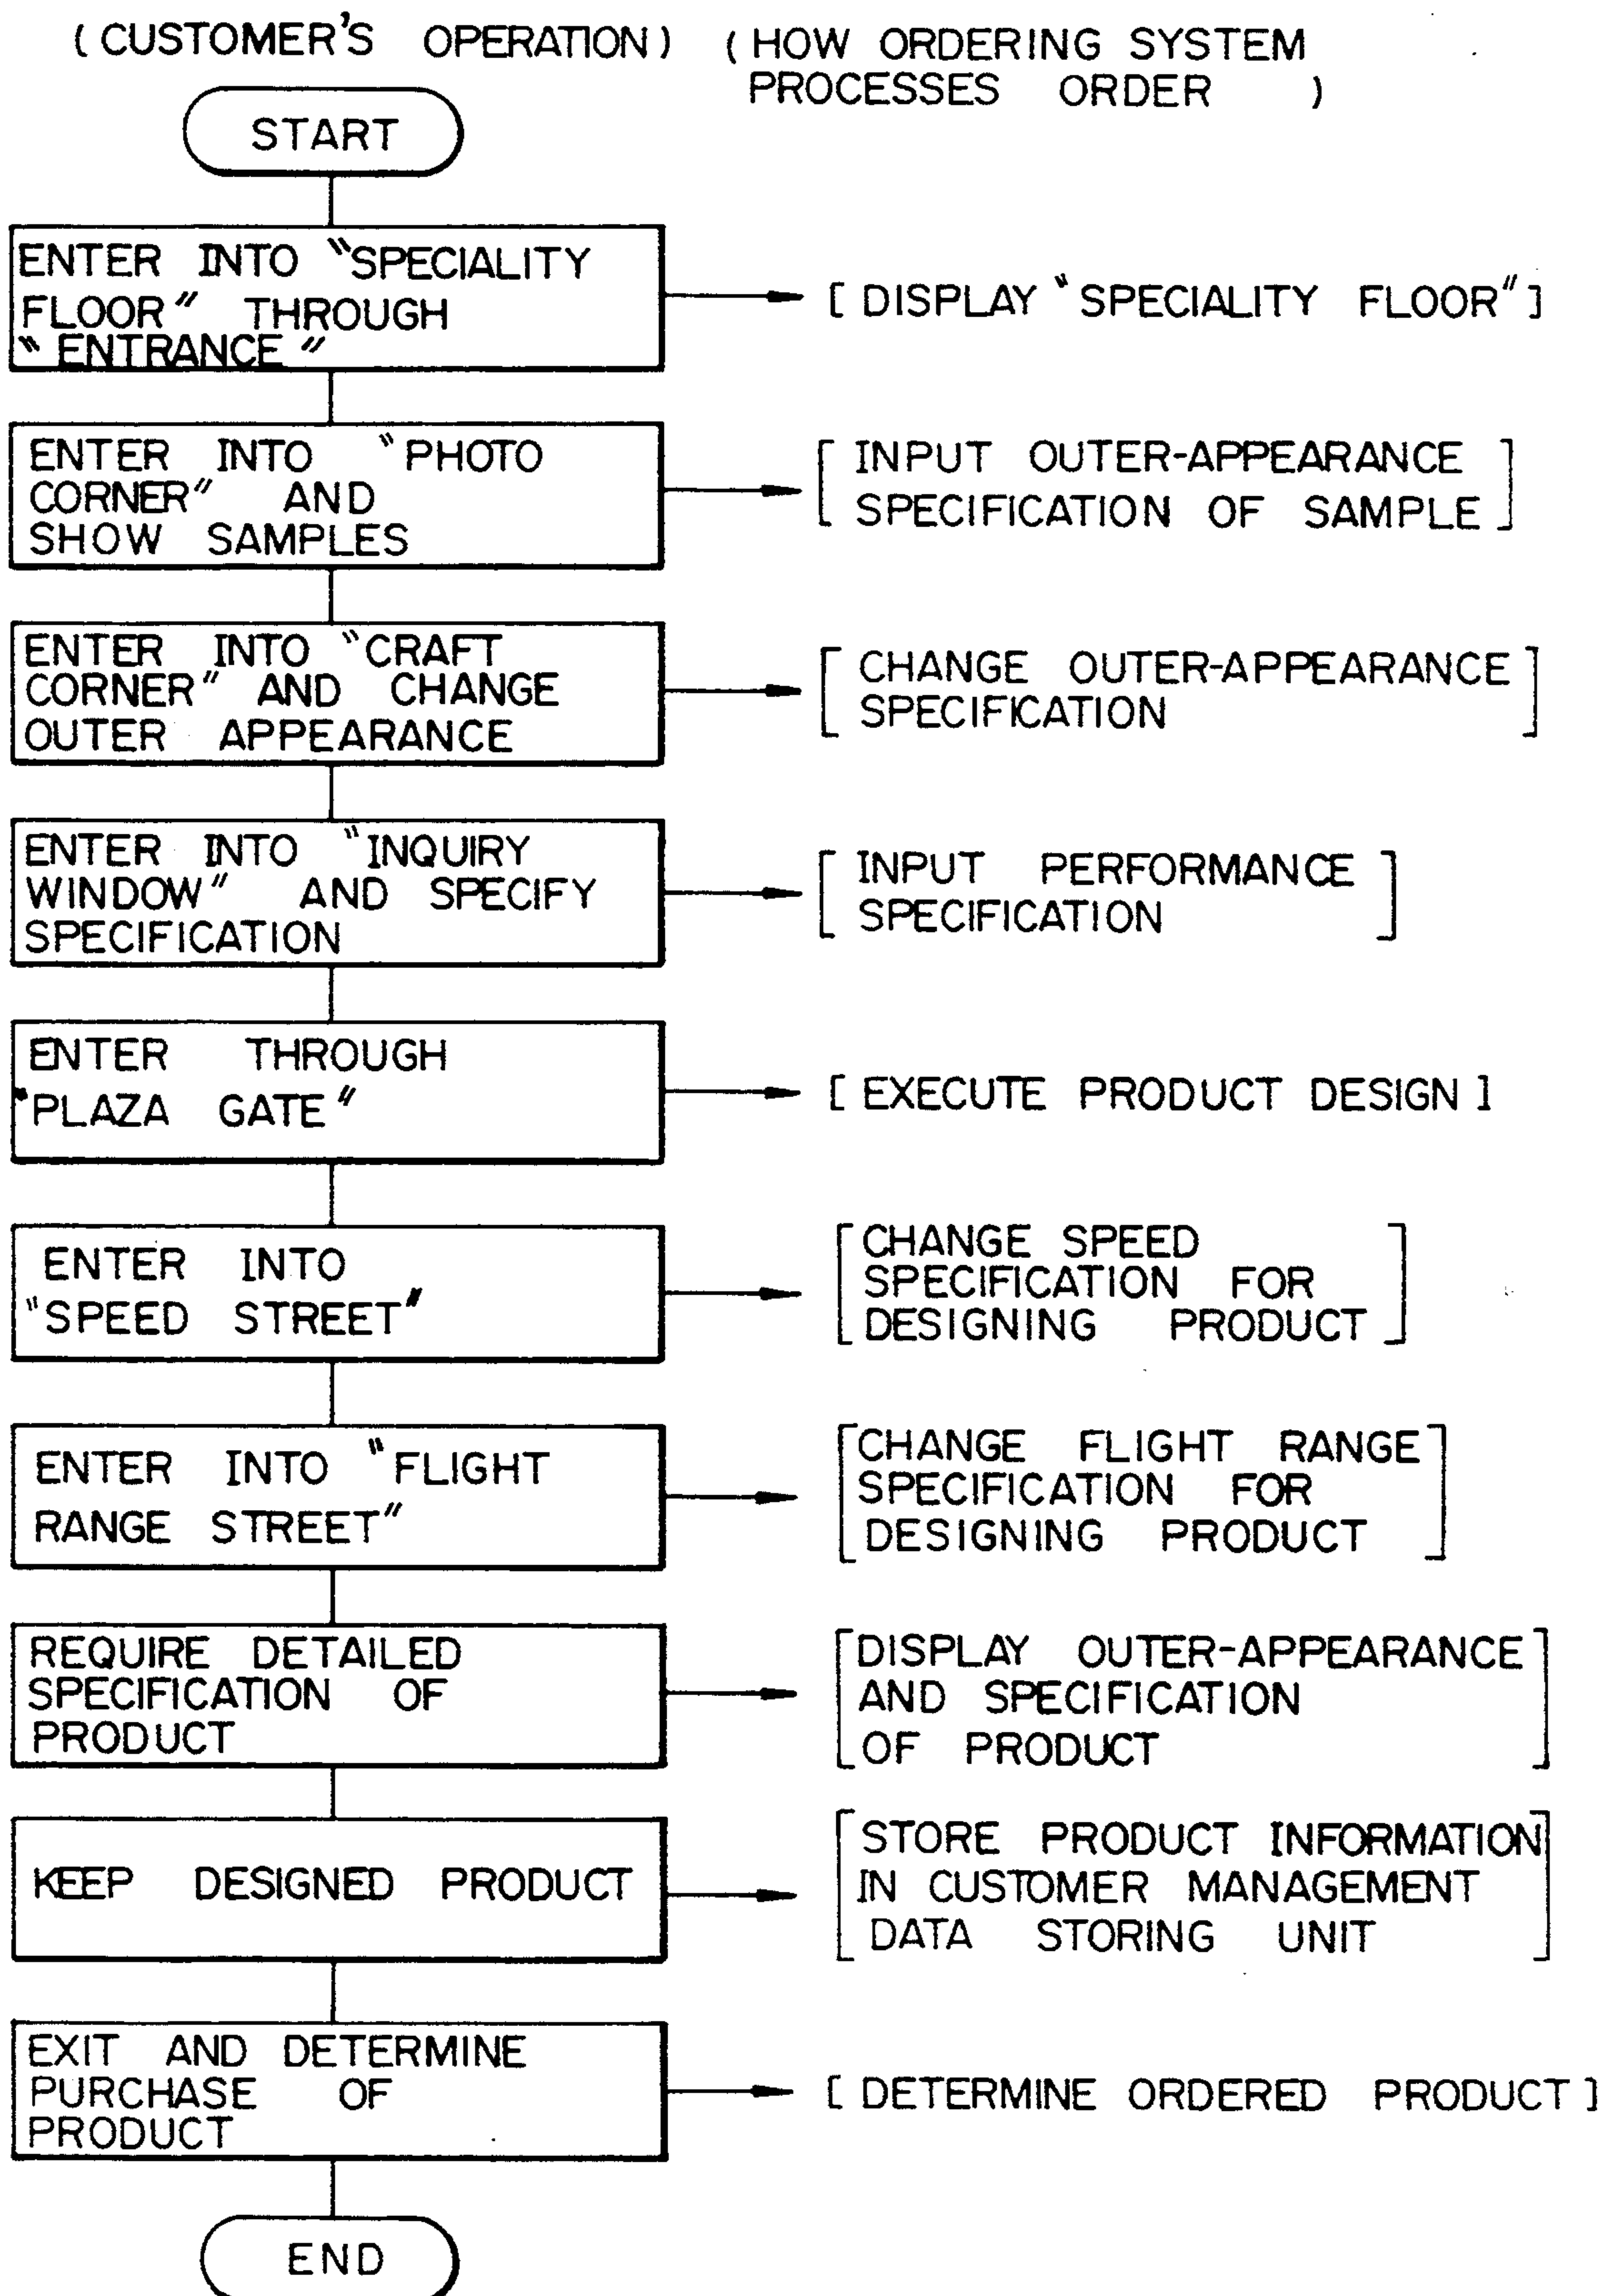 (CUSTOMER'S OPERATION)
(HOW ORDERING SYSTEM
PROCESSES ORDER )
START
ENTER INTO "SPECIALITY
FLOOR" THROUGH
"ENTRANCE"
[DISPLAY "SPECIALITY FLOOR"]
ENTER INTO "PHOTO
CORNER" AND
SHOW SAMPLES
[INPUT OUTER-APPEARANCE
SPECIFICATION OF SAMPLE]
ENTER INTO "CRAFT
CORNER" AND CHANGE
OUTER APPEARANCE
[CHANGE OUTER-APPEARANCE
SPECIFICATION]
ENTER INTO "INQUIRY
WINDOW" AND SPECIFY
SPECIFICATION
[INPUT PERFORMANCE
SPECIFICATION]
ENTER THROUGH
"PLAZA GATE"
[EXECUTE PRODUCT DESIGN]
ENTER INTO
"SPEED STREET"
[CHANGE SPEED
SPECIFICATION FOR
DESIGNING PRODUCT]
ENTER INTO "FLIGHT
RANGE STREET"
[CHANGE FLIGHT RANGE
SPECIFICATION FOR
DESIGNING PRODUCT]
REQUIRE DETAILED
SPECIFICATION OF
PRODUCT
[DISPLAY OUTER-APPEARANCE
AND SPECIFICATION
OF PRODUCT]
KEEP DESIGNED PRODUCT
[STORE PRODUCT INFORMATION
IN CUSTOMER MANAGEMENT
DATA STORING UNIT]
EXIT AND DETERMINE
PURCHASE OF
PRODUCT
[DETERMINE ORDERED PRODUCT]
END